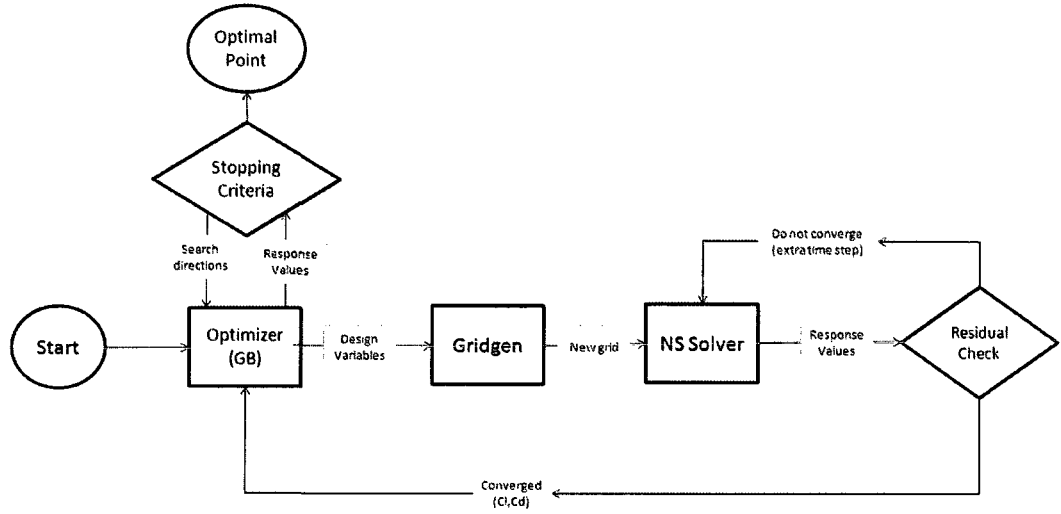 Optimal
Point
Stopping
Criteria
Search
directions
Response
Values
Do not converge
(extra time step)
Start
Optimizer
(GB)
Design
Variables
Gridgen
New grid
NS Solver
Response
Values
Residual
Check
Converged
(Cl,Cd)